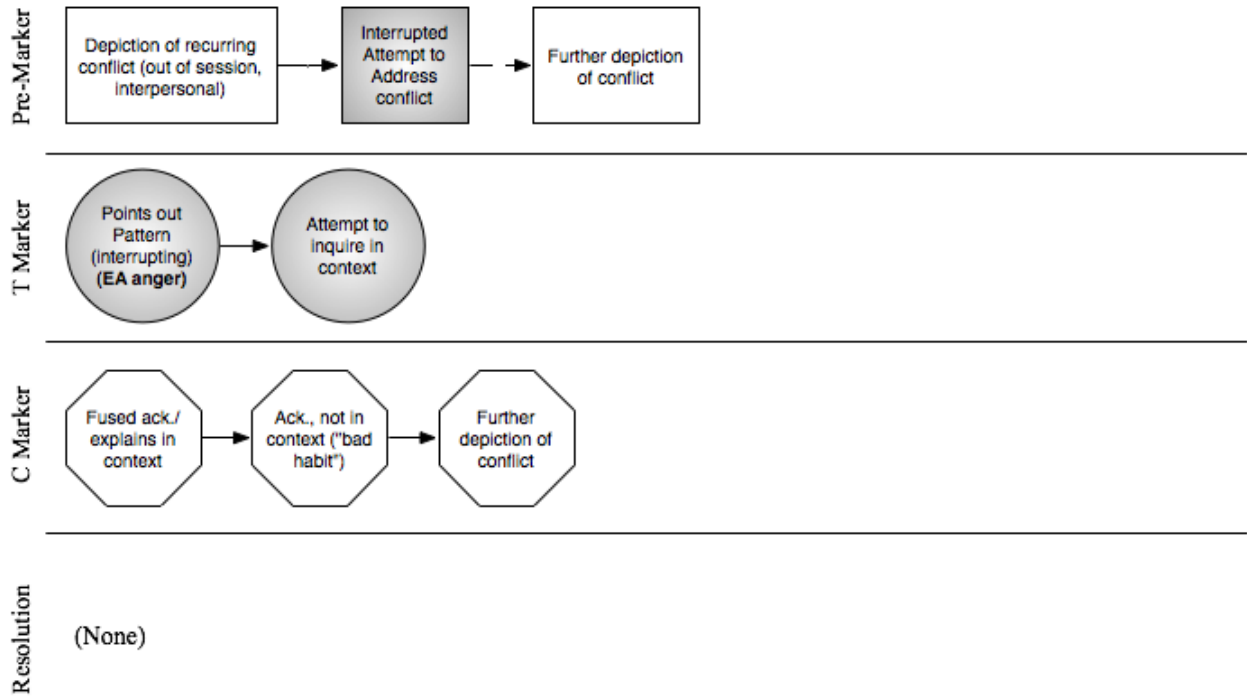 Pre-Marker
Depiction of recurring
conflict (out of session,
interpersonal)
Interrupted
Attempt to
Address
conflict
Further depiction
of conflict
T Marker
Points out
Pattern
(interrupting)
(EA anger)
Attempt to
inquire in
context
C Marker
Fused ack./
explains in
context
Ack., not in
context ("bad
habit")
Further
depiction of
conflict
Resolution
(None)